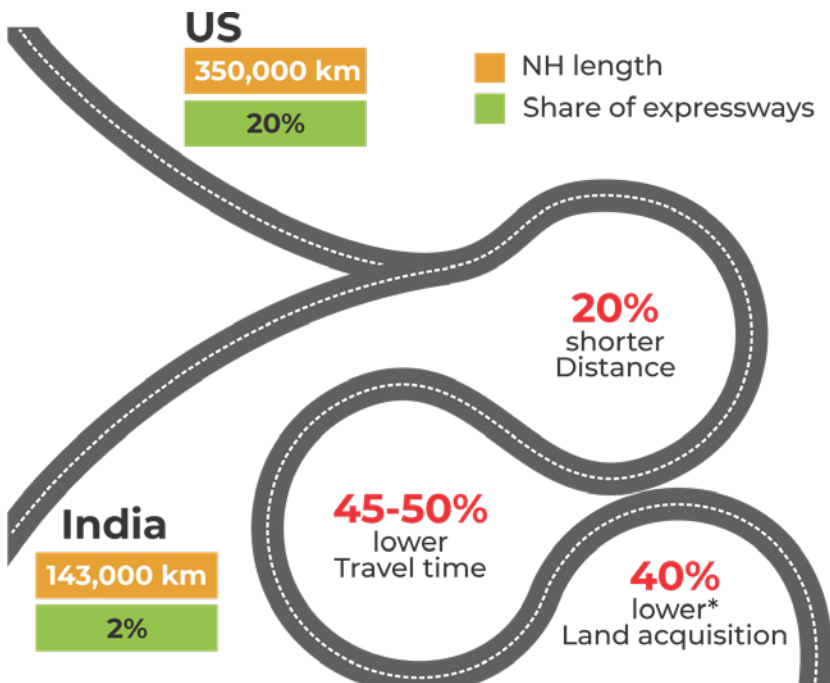 US
350,000 km
20%
NH length
Share of expressways
20%
shorter
Distance
45-50%
lower
Travel time
India
143,000 km
2%
40%
lower*
Land acquisition